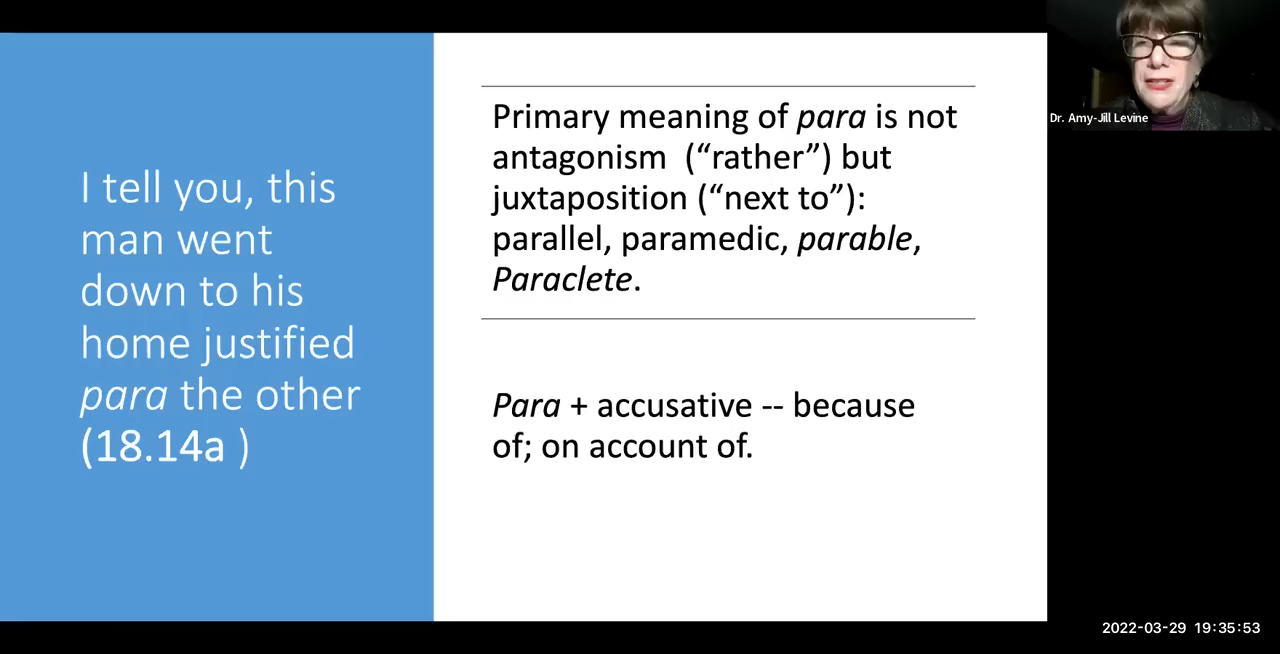 I tell you, this
man went
down to his
home justified
para the other
(18.14a )
Primary meaning of para is not
antagonism  (“rather”) but
juxtaposition (“next to”):
parallel, paramedic, parable,
Paraclete.
Para + accusative -- because
of; on account of.
Dr. Amy-Jill Levine
2022-03-29 19:35:53